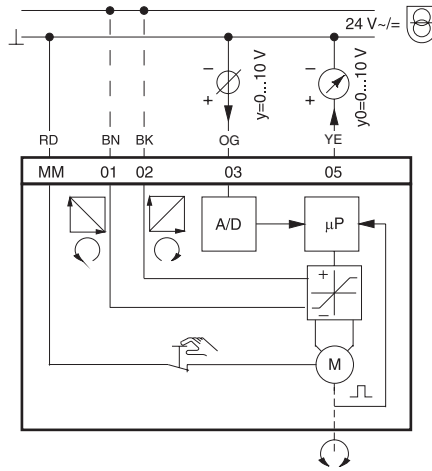 24 V~/=
⊥
− −
+ +
y=0...10 V
y0=0...10 V
RD BN BK OG YE
MM 01 02 03 05
A/D µP
+
−
M